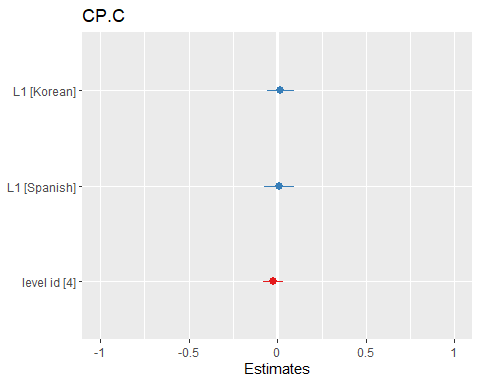 CP.C
L1 [Korean]
L1 [Spanish]
level id [4]
-1
-0.5
0
0.5
1
Estimates